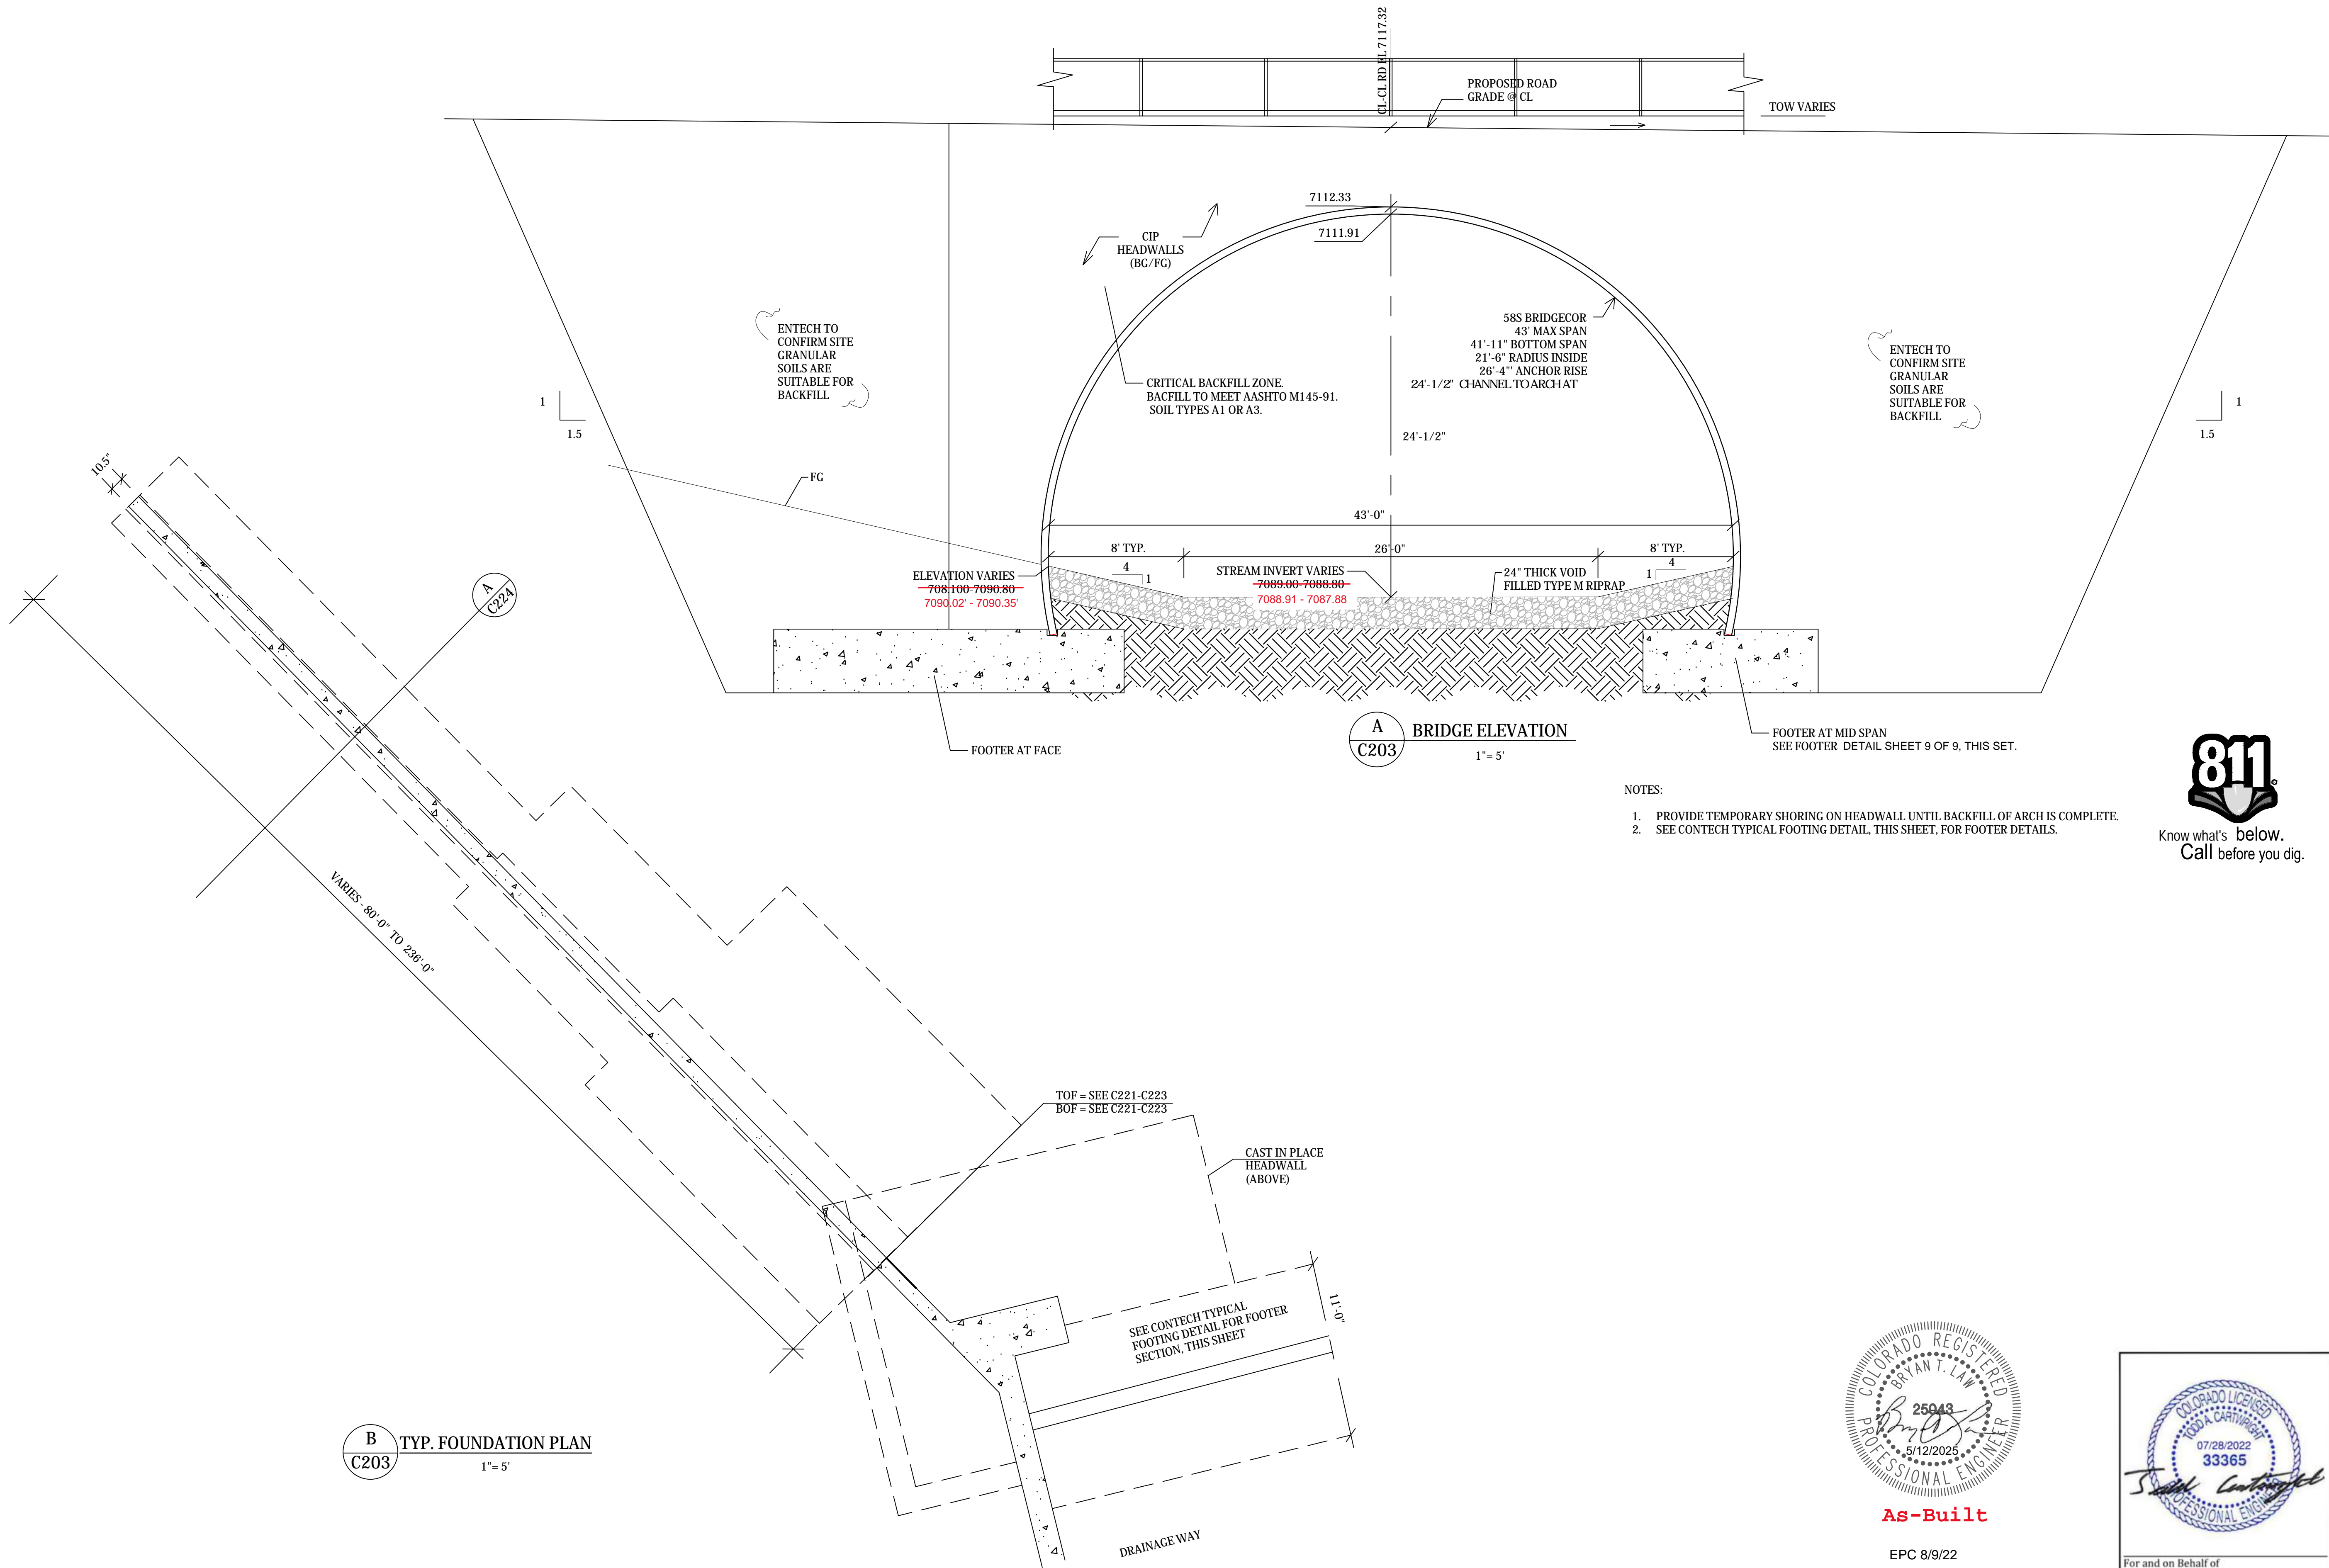 CL-CL RD EL 7117.32
PROPOSED ROAD
GRADE @ CL
TOW VARIES
7112.33
7111.91
CIP
HEADWALLS
(BG/FG)
58S BRIDGECOR
43' MAX SPAN
41'-11" BOTTOM SPAN
21'-6" RADIUS INSIDE
26'-4"' ANCHOR RISE
24'-1/2" CHANNEL TO ARCH AT
ENTECH TO
CONFIRM SITE
GRANULAR
SOILS ARE
SUITABLE FOR
BACKFILL
ENTECH TO
CONFIRM SITE
GRANULAR
SOILS ARE
SUITABLE FOR
BACKFILL
CRITICAL BACKFILL ZONE.
BACFILL TO MEET AASHTO M145-91.
SOIL TYPES A1 OR A3.
1
1.5
1
1.5
24'-1/2"
FG
43'-0"
8' TYP.
26'-0"
8' TYP.
4
1
1
4
ELEVATION VARIES
708.100-7090.80
7090.02' - 7090.35'
STREAM INVERT VARIES
7089.00-7088.80
7088.91 - 7087.88
24" THICK VOID
FILLED TYPE M RIPRAP
FOOTER AT FACE
A
C203
BRIDGE ELEVATION
1"= 5'
FOOTER AT MID SPAN
SEE FOOTER DETAIL SHEET 9 OF 9, THIS SET.
NOTES:
1. PROVIDE TEMPORARY SHORING ON HEADWALL UNTIL BACKFILL OF ARCH IS COMPLETE.
2. SEE CONTECH TYPICAL FOOTING DETAIL, THIS SHEET, FOR FOOTER DETAILS.
811
Know what's below.
Call before you dig.
10.5"
A
C224
VARIES - 80'-0" TO 236'-0"
TOF = SEE C221-C223
BOF = SEE C221-C223
CAST IN PLACE
HEADWALL
(ABOVE)
SEE CONTECH TYPICAL
FOOTING DETAIL FOR FOOTER
SECTION, THIS SHEET
11'-0"
DRAINAGE WAY
B
C203
TYP. FOUNDATION PLAN
1"= 5'
COLORADO REGISTERED
BRYAN T. LAW
25043
5/12/2025
PROFESSIONAL ENGINEER
As-Built
EPC 8/9/22
COLORADO LICENSED
TODD A. CARTWRIGHT
07/28/2022
33365
PROFESSIONAL ENGINEER
For and on Behalf of